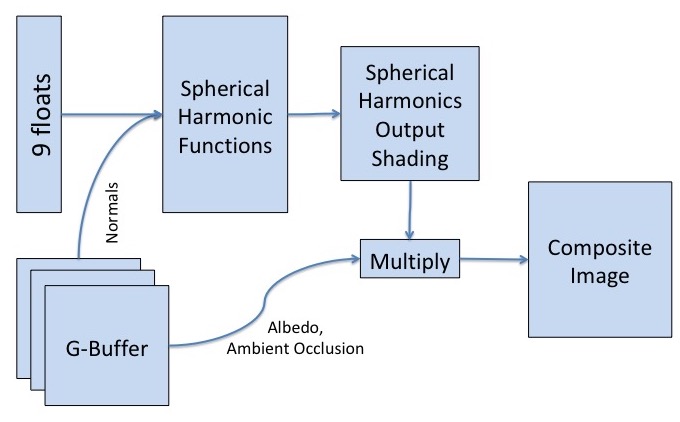 9 floats
Spherical
Harmonic
Functions
Spherical
Harmonics
Output
Shading
Normals
Multiply
Composite
Image
G-Buffer
Albedo,
Ambient Occlusion